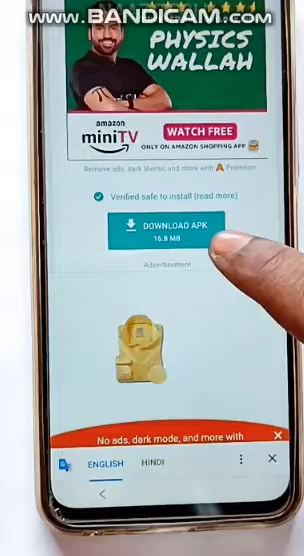 www.BANDICAM.com
PHYSICS
WALLAH
amazon
miniTV
WATCH FREE
ONLY ON AMAZON SHOPPING APP
Remove ads, dark theme, and more with Premium
Verified safe to install (read more)
DOWNLOAD APK
16.8 MB
Advertisement
No ads, dark mode, and more with
ENGLISH
HINDI